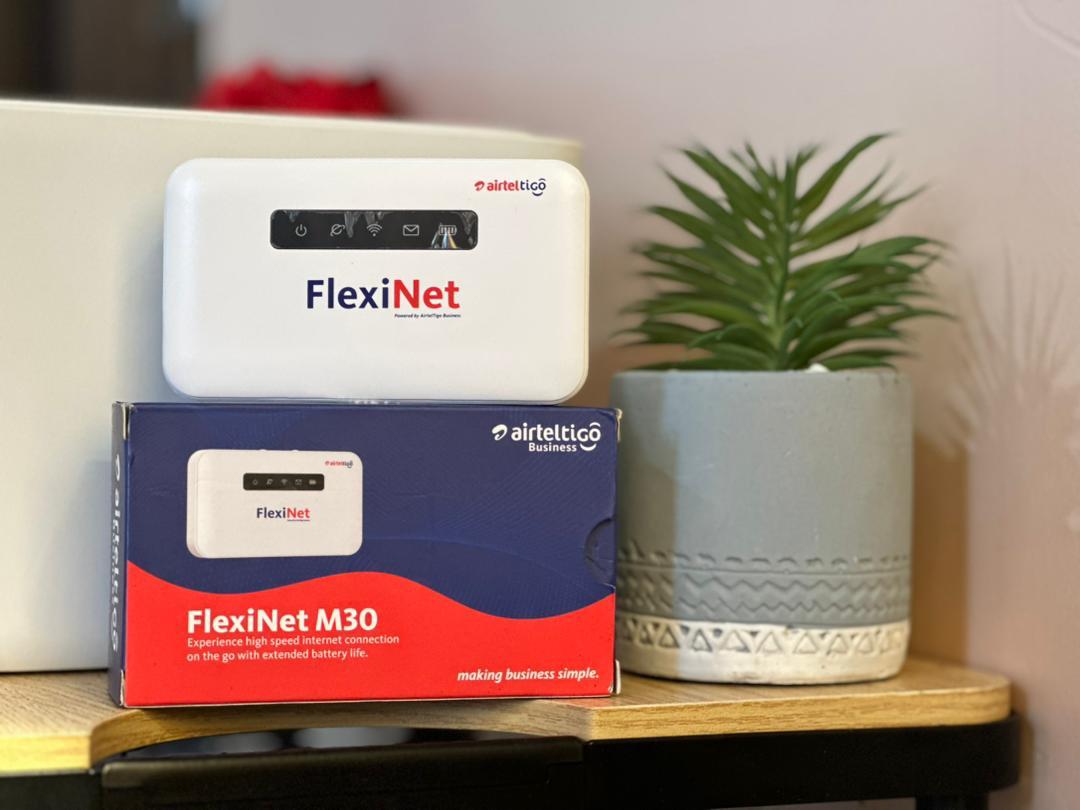 airteltigo
FlexiNet
Powered by AirtelTigo Business
airteltigo
Business
airteltigo
airteltigo
FlexiNet
FlexiNet M30
Experience high speed internet connection
on the go with extended battery life.
making business simple.